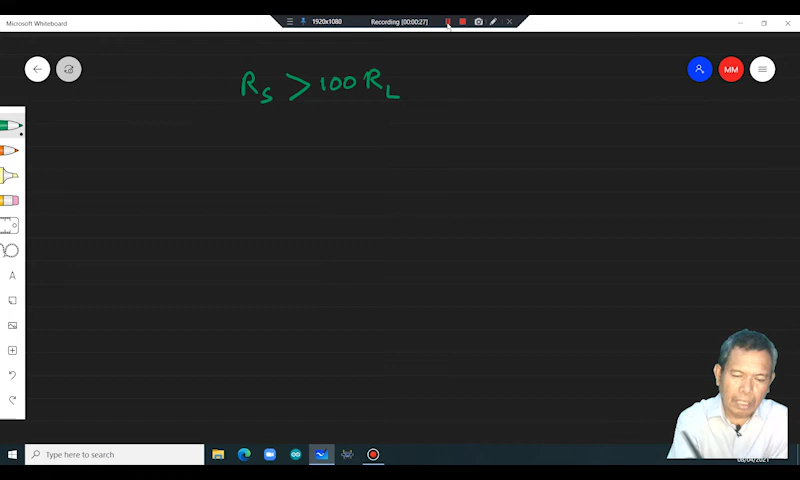 Microsoft Whiteboard
1920x1080
Recording [00:00:27]
R_S > 100 R_L
MM
A
Type here to search
08/04/2021